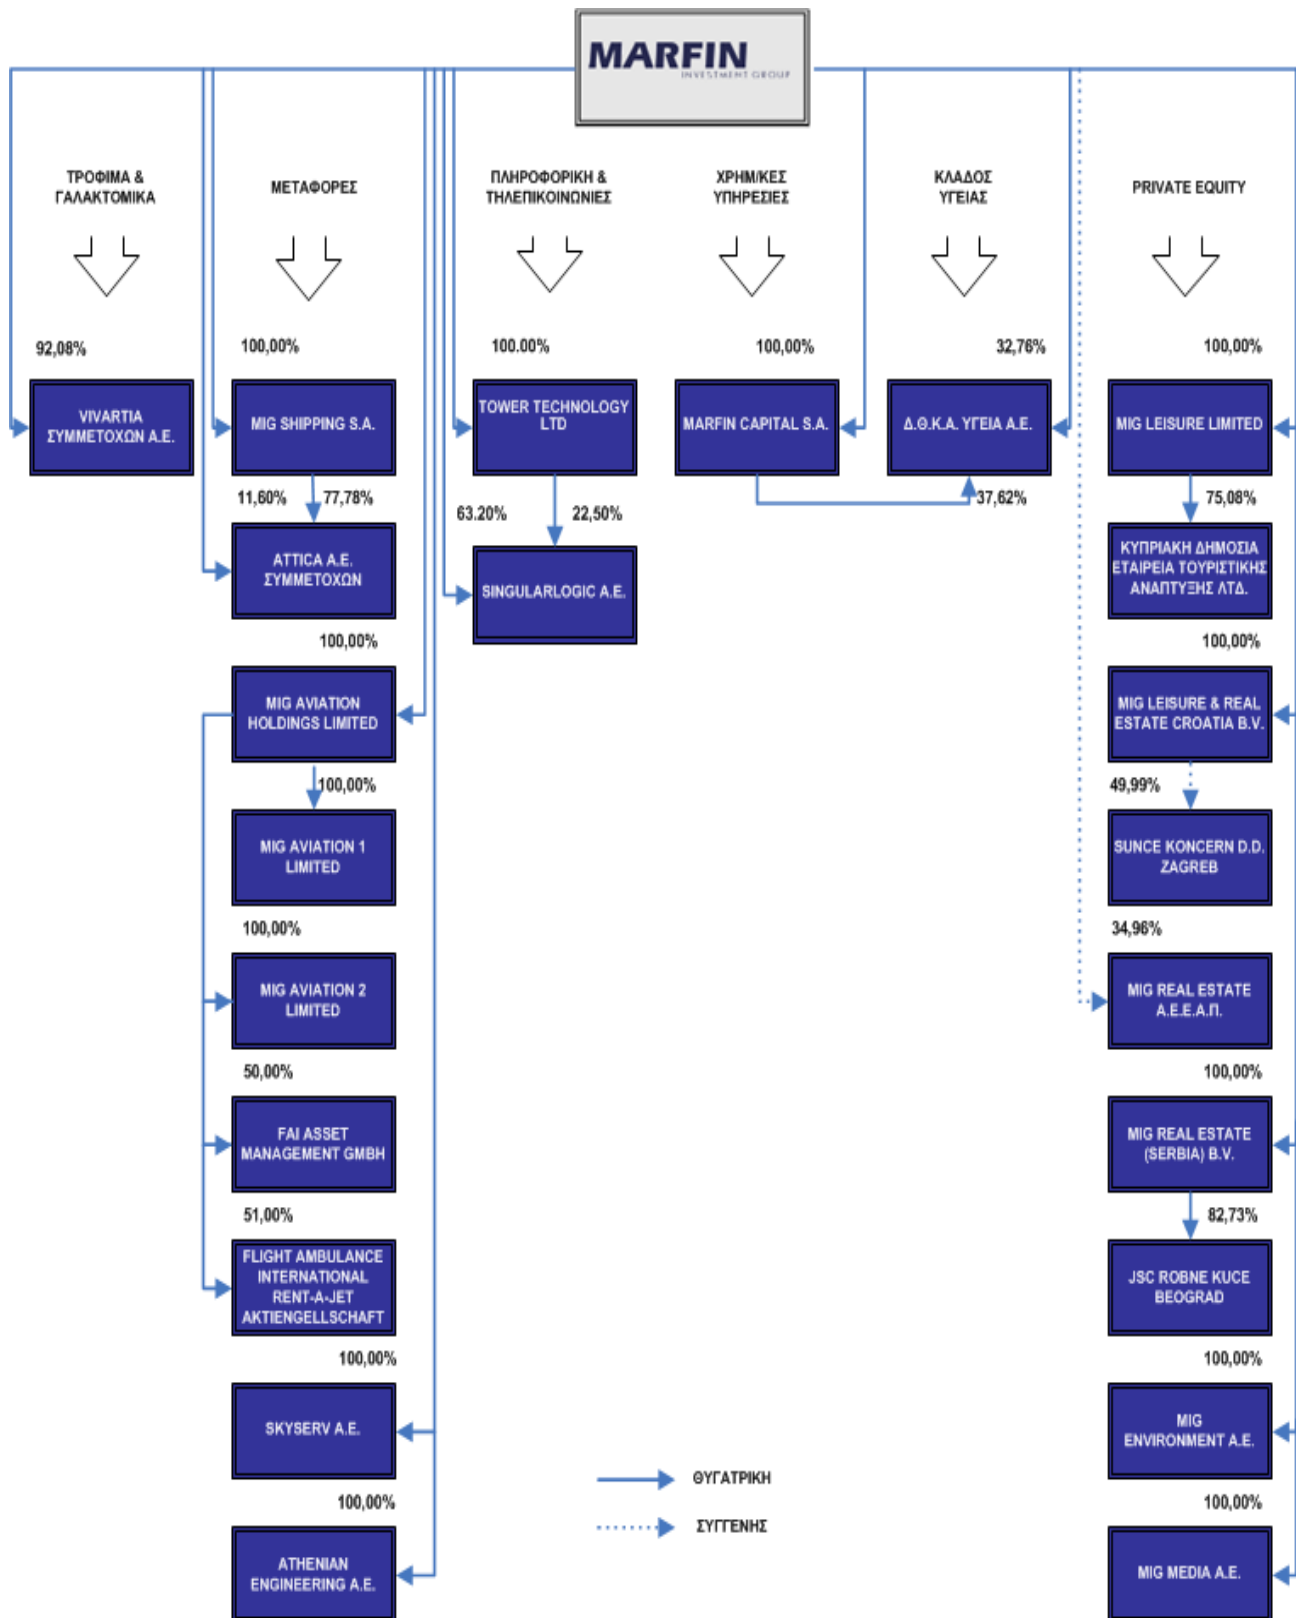 MARFIN
INVESTMENT GROUP
ΤΡΟΦΙΜΑ &
ΓΑΛΑΚΤΟΜΙΚΑ
ΜΕΤΑΦΟΡΕΣ
ΠΛΗΡΟΦΟΡΙΚΗ &
ΤΗΛΕΠΙΚΟΙΝΩΝΙΕΣ
ΧΡΗΜ/ΚΕΣ
ΥΠΗΡΕΣΙΕΣ
ΚΛΑΔΟΣ
ΥΓΕΙΑΣ
PRIVATE EQUITY
92,08%
VIVARTIA
ΣΥΜΜΕΤΟΧΩΝ Α.Ε.
100,00%
MIG SHIPPING S.A.
11,60%
77,78%
ATTICA A.E.
ΣΥΜΜΕΤΟΧΩΝ
100,00%
MIG AVIATION
HOLDINGS LIMITED
100,00%
MIG AVIATION 1
LIMITED
100,00%
MIG AVIATION 2
LIMITED
50,00%
FAI ASSET
MANAGEMENT GMBH
51,00%
FLIGHT AMBULANCE
INTERNATIONAL
RENT-A-JET
AKTIENGELLSCHAFT
100,00%
SKYSERV A.E.
100,00%
ATHENIAN
ENGINEERING A.E.
100.00%
TOWER TECHNOLOGY
LTD
63.20%
22,50%
SINGULARLOGIC A.E.
100,00%
MARFIN CAPITAL S.A.
32,76%
Δ.Θ.Κ.Α. ΥΓΕΙΑ Α.Ε.
37,62%
100,00%
MIG LEISURE LIMITED
75,08%
ΚΥΠΡΙΑΚΗ ΔΗΜΟΣΙΑ
ΕΤΑΙΡΕΙΑ ΤΟΥΡΙΣΤΙΚΗΣ
ΑΝΑΠΤΥΞΗΣ ΛΤΔ.
100,00%
MIG LEISURE & REAL
ESTATE CROATIA B.V.
49,99%
SUNCE KONCERN D.D.
ZAGREB
34,96%
MIG REAL ESTATE
Α.Ε.Ε.Α.Π.
100,00%
MIG REAL ESTATE
(SERBIA) B.V.
82,73%
JSC ROBNE KUCE
BEOGRAD
100,00%
MIG
ENVIRONMENT A.E.
100,00%
MIG MEDIA A.E.
ΘΥΓΑΤΡΙΚΗ
ΣΥΓΓΕΝΗΣ